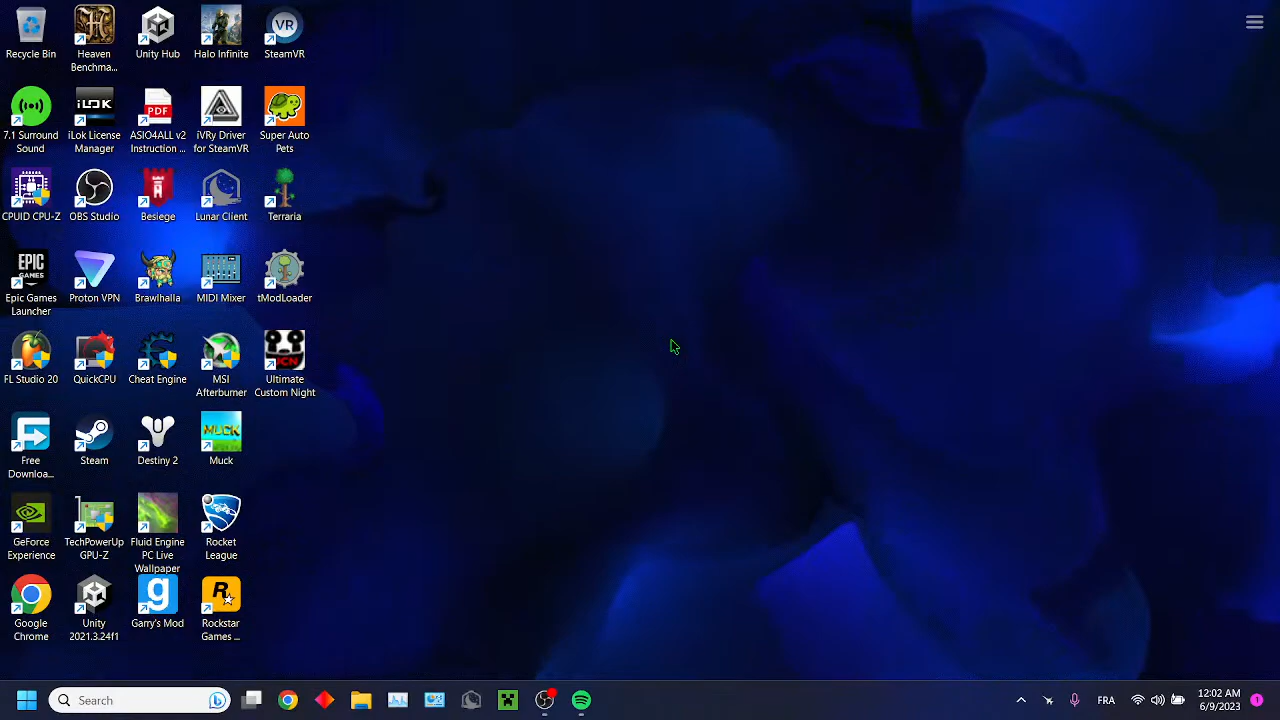 Recycle Bin
Heaven
Benchma...
Unity Hub
Halo Infinite
VR
SteamVR
7.1 Surround
Sound
iLOK
iLok License
Manager
PDF
ASIO4ALL v2
Instruction ...
iVRy Driver
for SteamVR
Super Auto
Pets
CPUID CPU-Z
OBS Studio
Besiege
Lunar Client
Terraria
EPIC
GAMES
Epic Games
Launcher
Proton VPN
Brawlhalla
MIDI Mixer
tModLoader
FL Studio 20
QuickCPU
Cheat Engine
MSI
Afterburner
UCN
Ultimate
Custom Night
Free
Downloa...
Steam
Destiny 2
MUCK
Muck
GeForce
Experience
TechPowerUp
GPU-Z
Fluid Engine
PC Live
Wallpaper
Rocket
League
Google
Chrome
Unity
2021.3.24f1
g
Garry's Mod
R
Rockstar
Games ...
Search
FRA
12:02 AM
6/9/2023
1